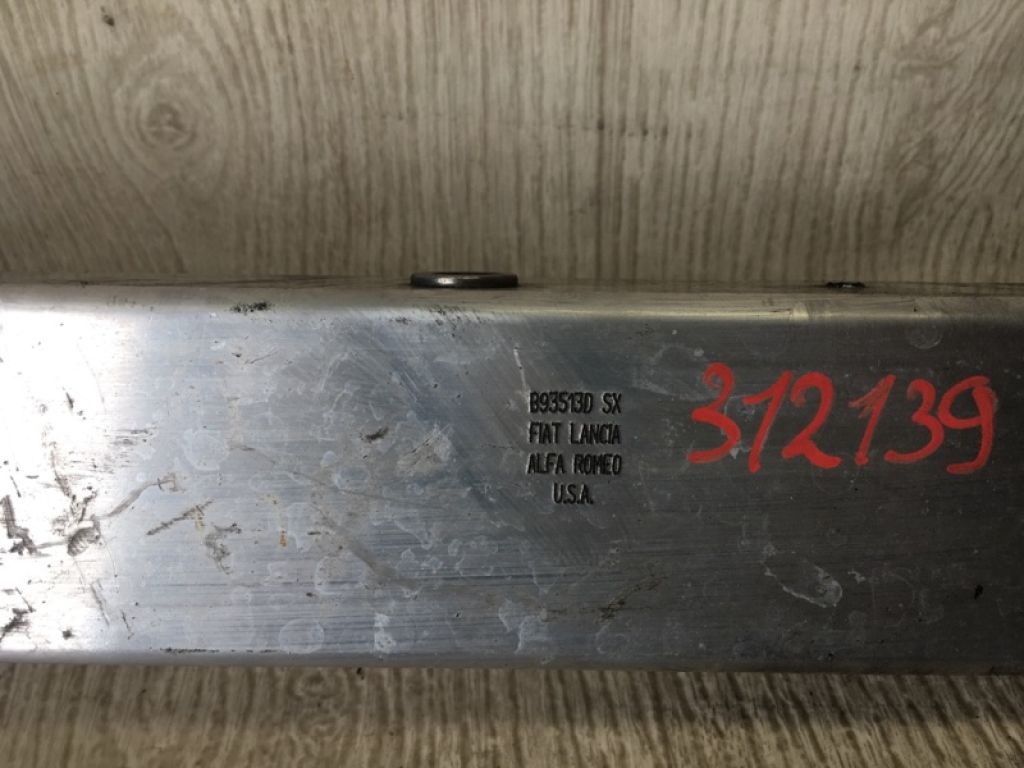 B93513D SX
FIAT LANCIA
ALFA ROMEO
U.S.A.
312139